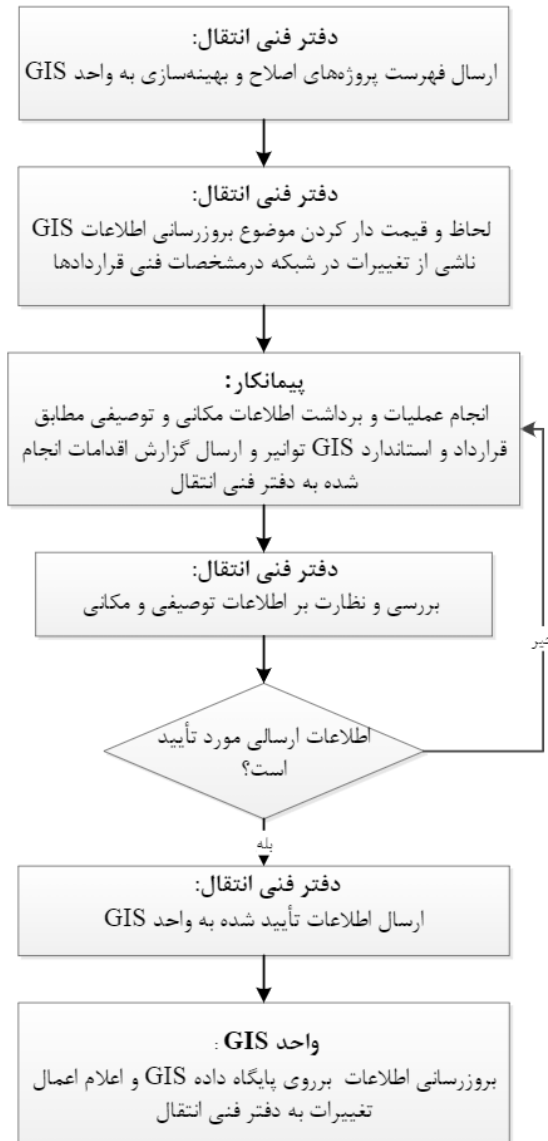 دفتر فنی انتقال:
ارسال فهرست پروژه‌های اصلاح و بهینه‌سازی به واحد GIS
دفتر فنی انتقال:
لحاظ و قیمت دار کردن موضوع بروزرسانی اطلاعات GIS
ناشی از تغییرات در شبکه درمشخصات فنی قراردادها
پیمانکار:
انجام عملیات و برداشت اطلاعات مکانی و توصیفی مطابق
قرارداد و استاندارد GIS توانیر و ارسال گزارش اقدامات انجام
شده به دفتر فنی انتقال
دفتر فنی انتقال:
بررسی و نظارت بر اطلاعات توصیفی و مکانی
خیر
اطلاعات ارسالی مورد تأیید
است؟
بله
دفتر فنی انتقال:
ارسال اطلاعات تأیید شده به واحد GIS
واحد GIS :
بروزرسانی اطلاعات برروی پایگاه داده GIS و اعلام اعمال
تغییرات به دفتر فنی انتقال